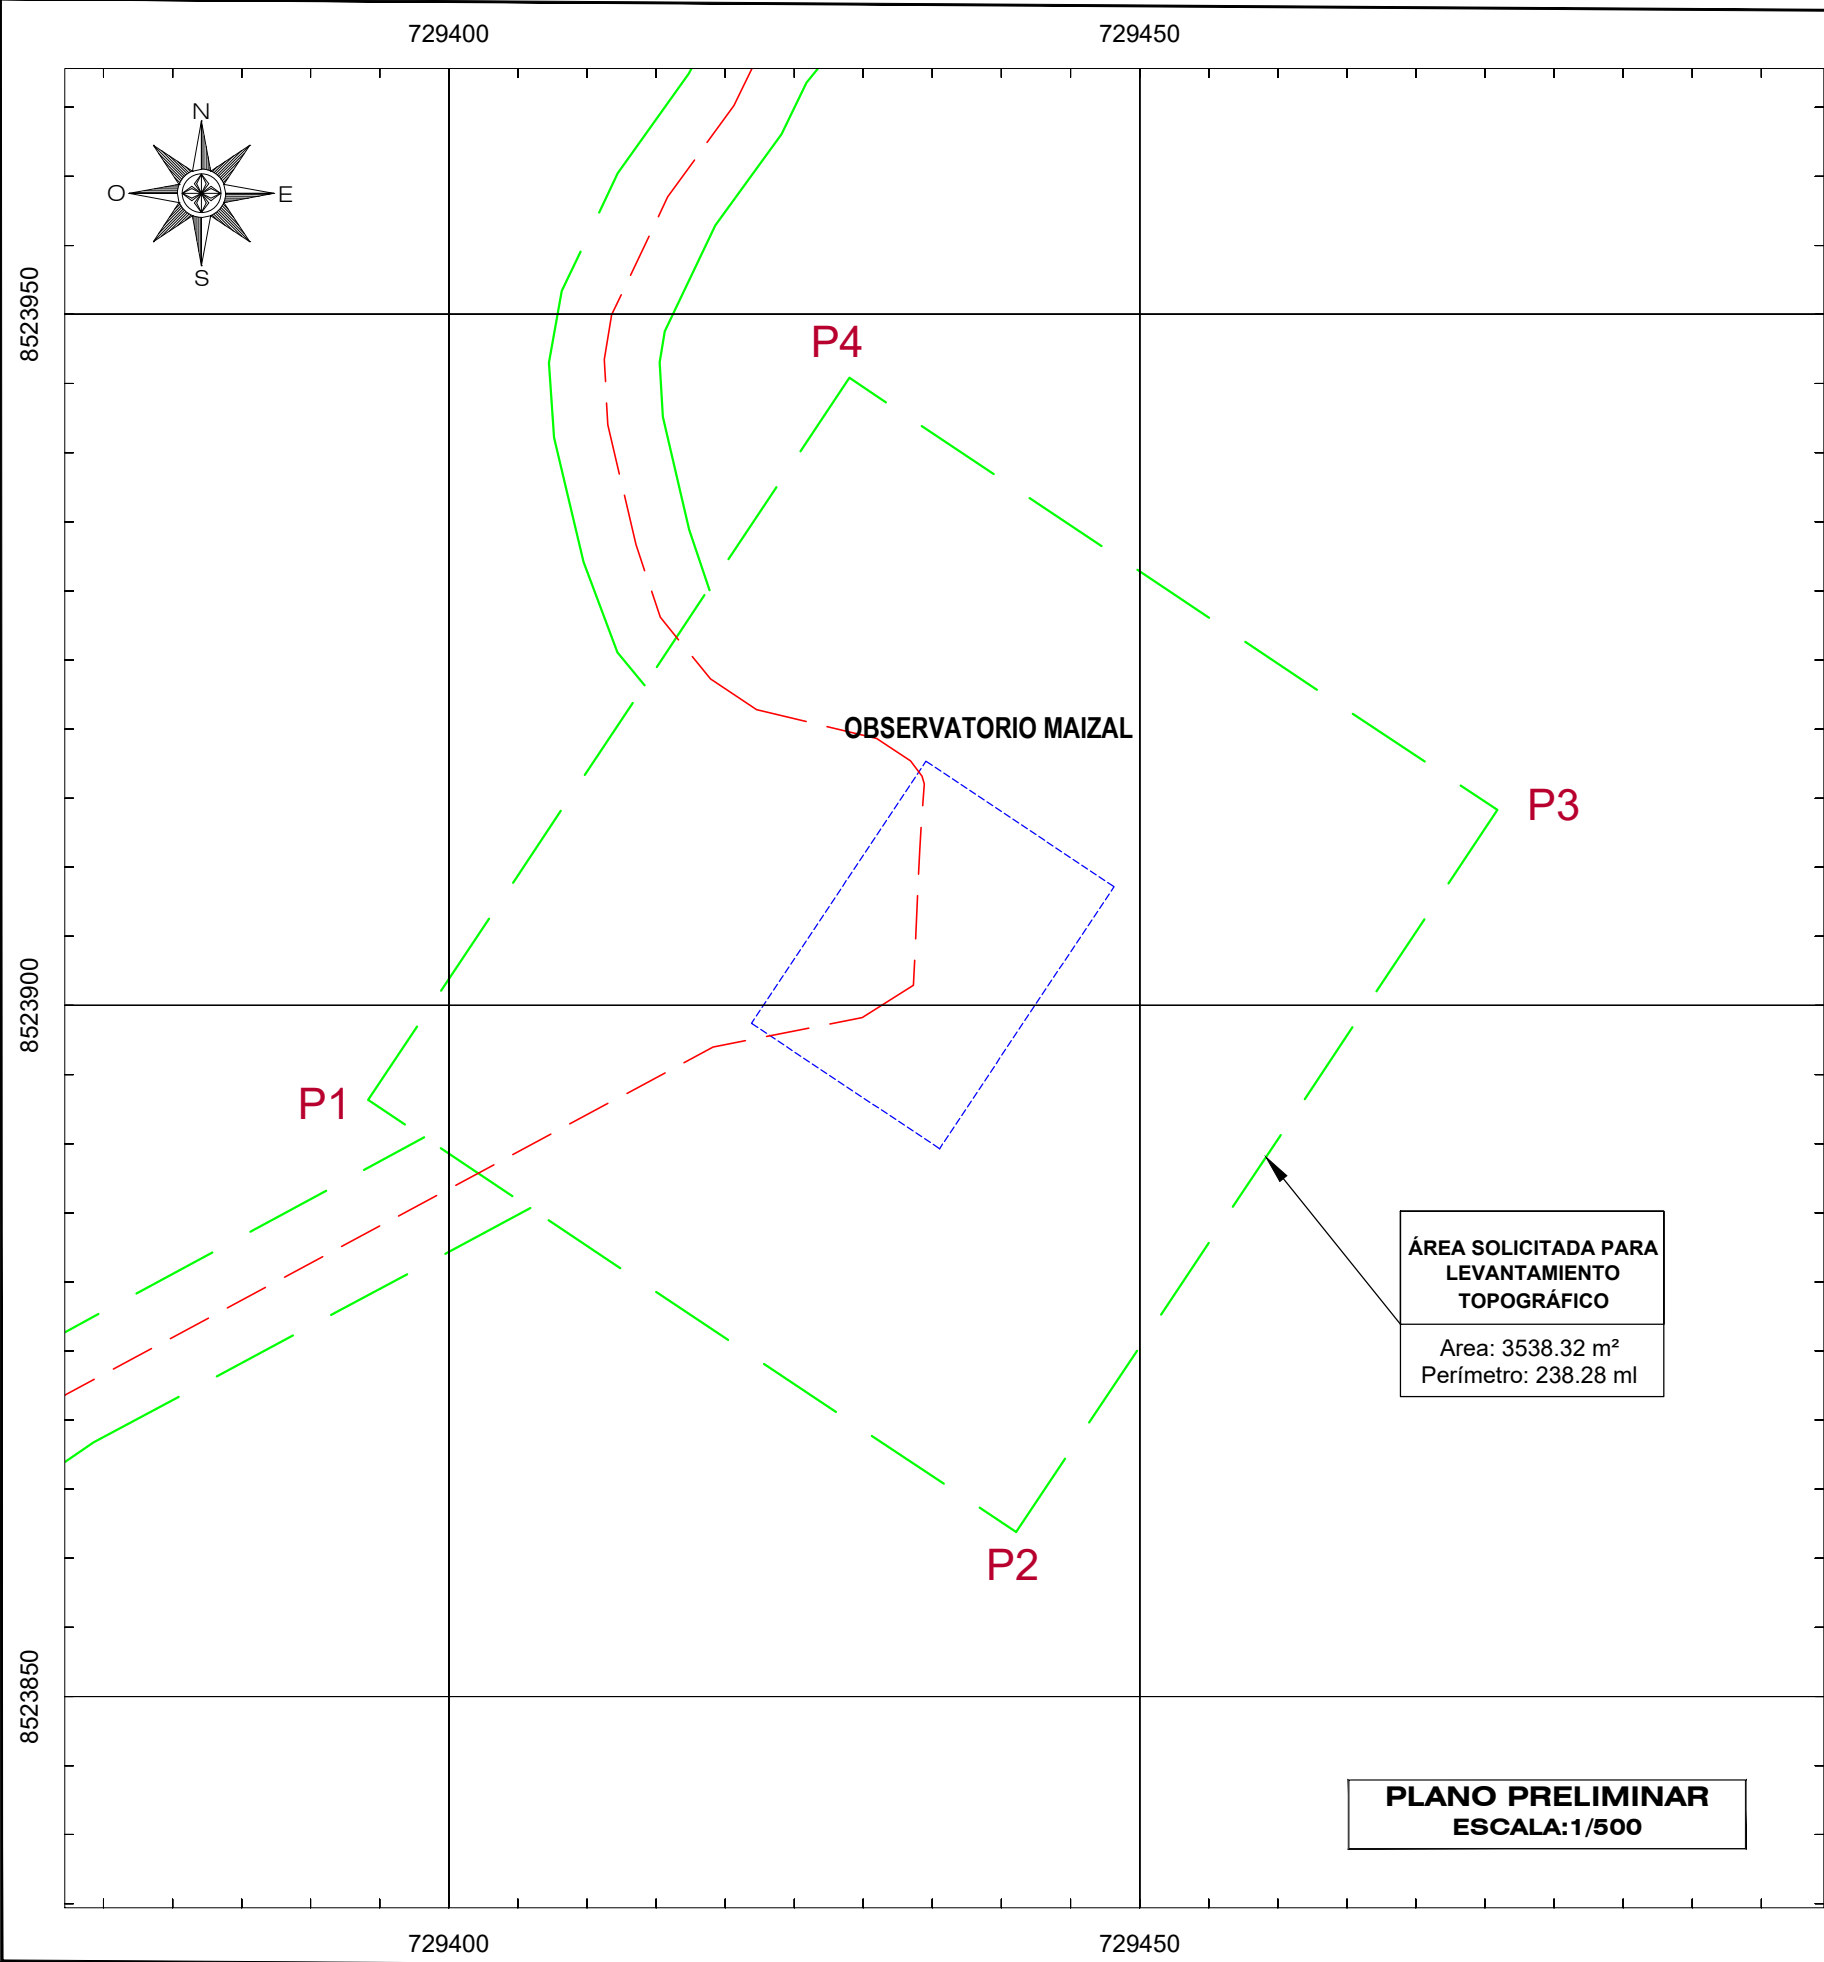 729400
729450
N
O
E
S
8523950
P4
OBSERVATORIO MAIZAL
P3
8523900
P1
ÁREA SOLICITADA PARA
LEVANTAMIENTO
TOPOGRÁFICO
Area: 3538.32 m²
Perímetro: 238.28 ml
P2
8523850
PLANO PRELIMINAR
ESCALA:1/500
729400
729450